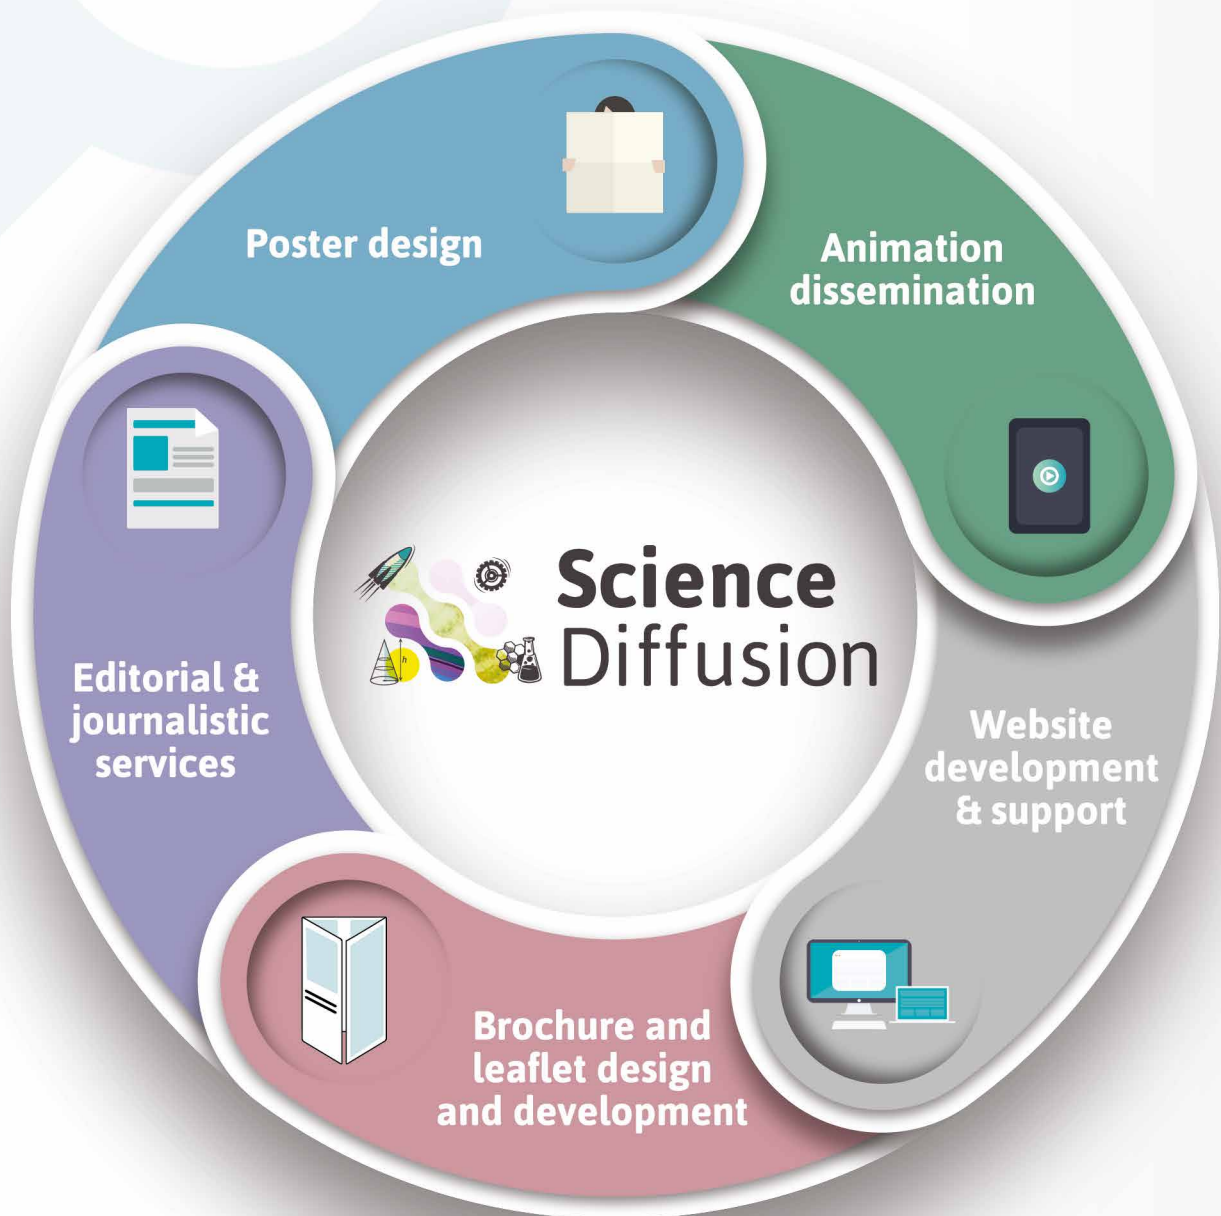 Poster design
Animation
dissemination
Science
Diffusion
h
Editorial &
journalistic
services
Website
development
& support
Brochure and
leaflet design
and development